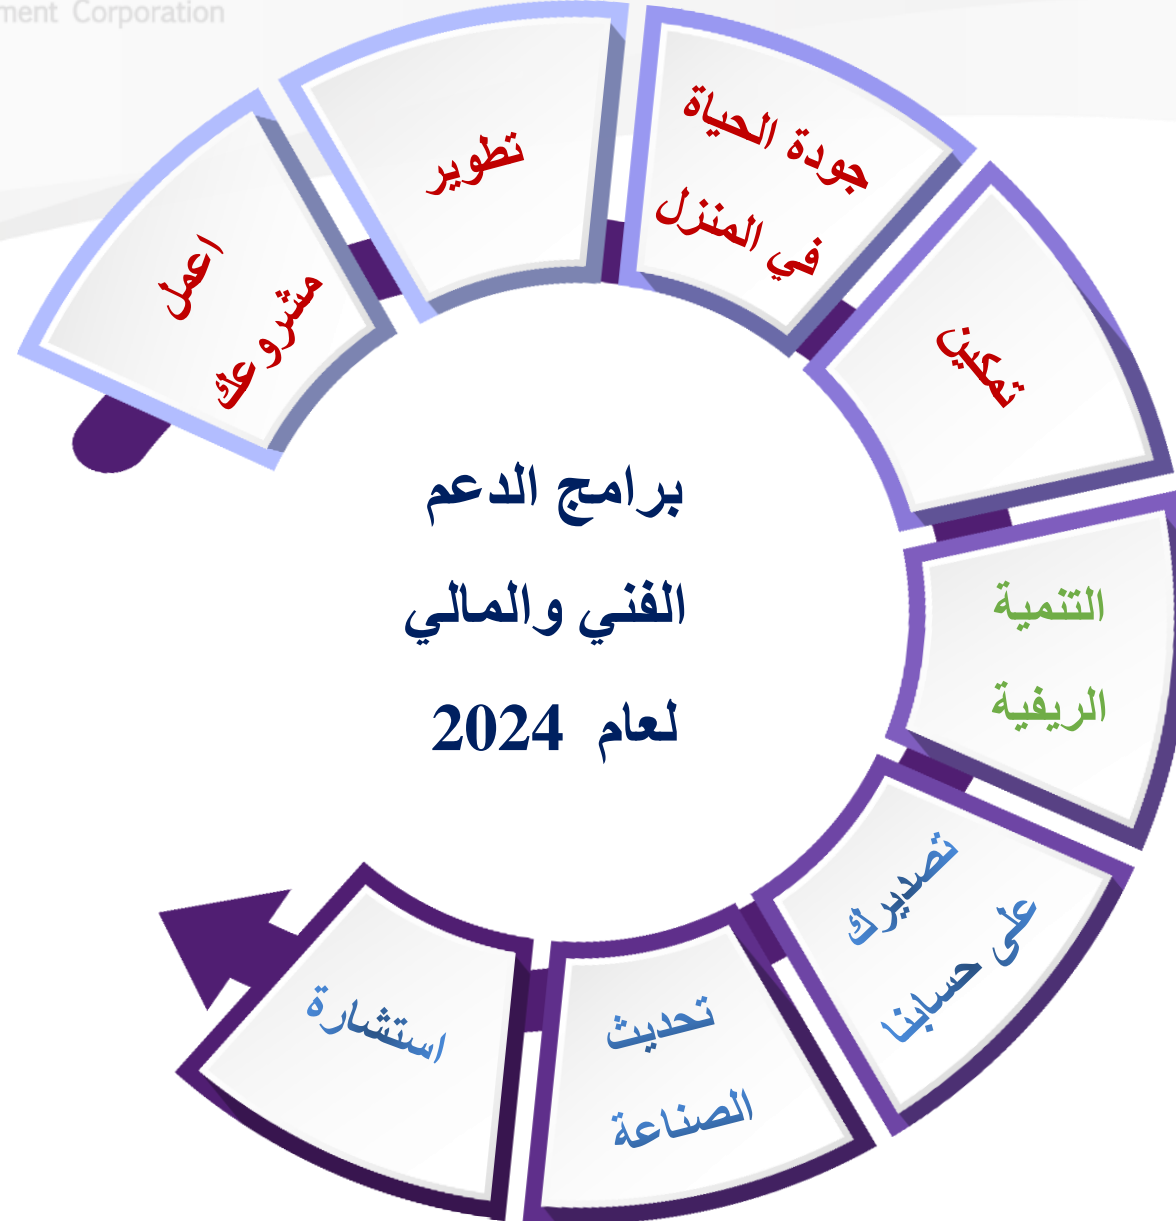 ment Corporation
اعمل
مشروعك
تطوير
جودة الحياة
في المنزل
تمكين
التنمية
الريفية
تصديرك
على حسابنا
تحديث
الصناعة
استشارة
برامج الدعم
الفني والمالي
لعام 2024